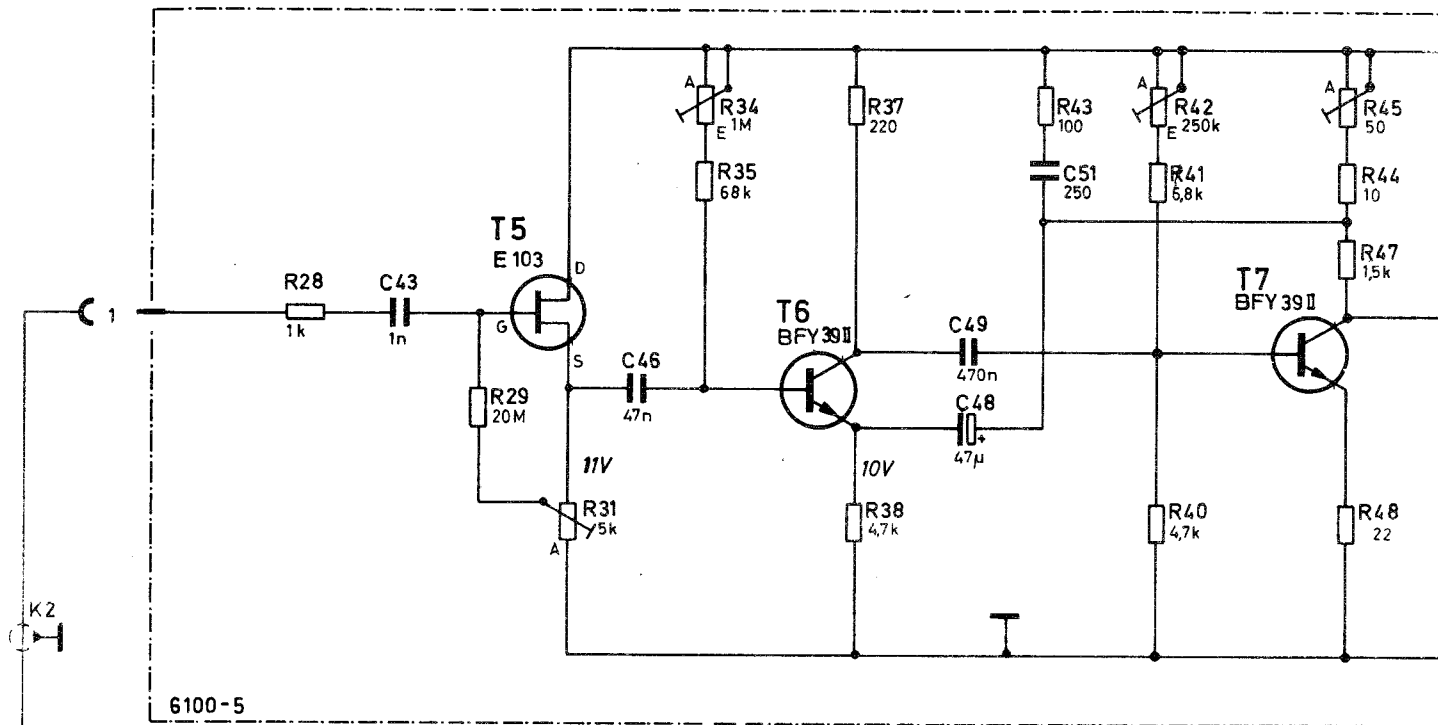 A
R34
1M
E
R37
220
R43
100
A
R42
250k
E
A
R45
50
R35
68k
C51
250
R41
6,8k
R44
10
T5
E103
D
R47
1,5k
R28
1k
C43
1n
G
S
1
T6
BFY39II
T7
BFY39II
C46
47n
C49
470n
R29
20M
C48
+
47µ
11V
10V
R31
5k
A
R38
4,7k
R40
4,7k
R48
22
K2
6100-5